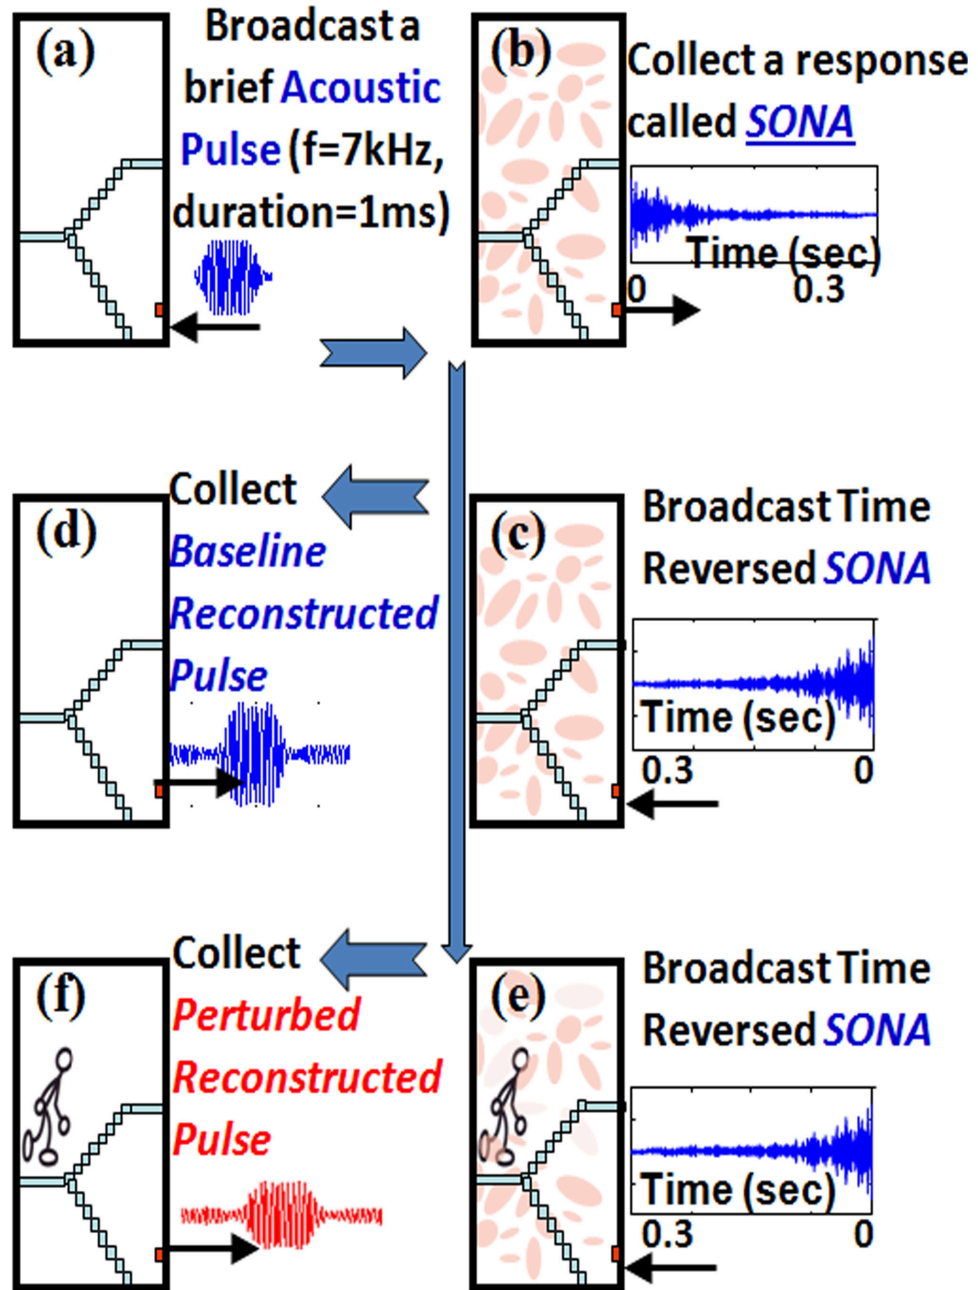 (a)
Broadcast a
brief Acoustic
Pulse (f=7kHz,
duration=1ms)
(b)
Collect a response
called SONA
Time (sec)
0 0.3
(d)
Collect
Baseline
Reconstructed
Pulse
(c)
Broadcast Time
Reversed SONA
Time (sec)
0.3 0
(f)
Collect
Perturbed
Reconstructed
Pulse
(e)
Broadcast Time
Reversed SONA
Time (sec)
0.3 0